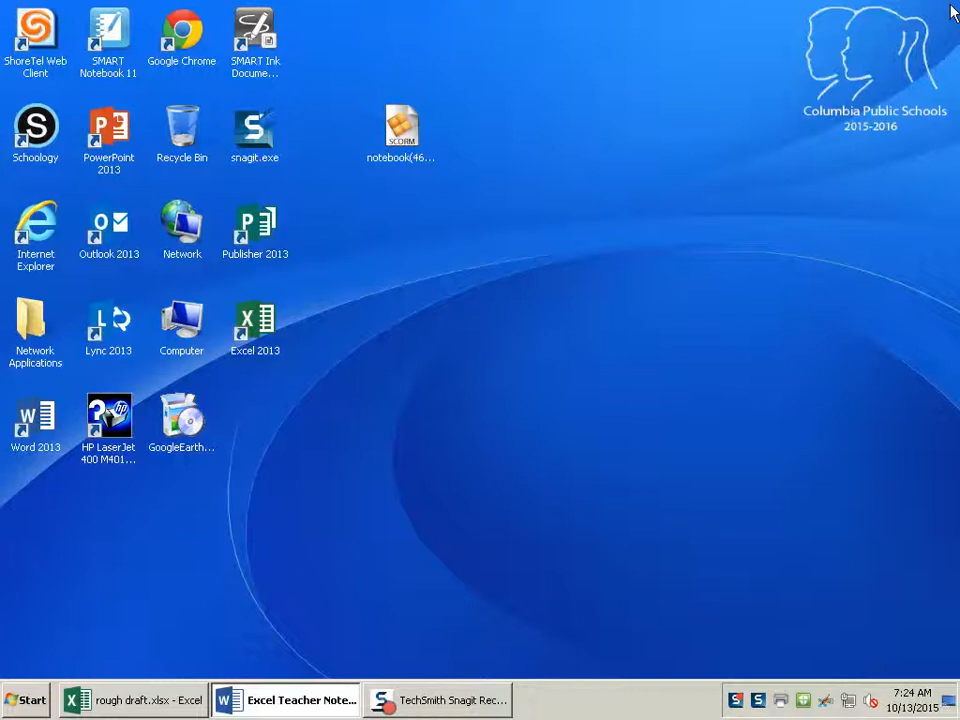 ShoreTel Web
Client
SMART
Notebook 11
Google Chrome
SMART Ink
Docume...
Columbia Public Schools
2015-2016
S
Schoology
P
PowerPoint
2013
Recycle Bin
S
snagit.exe
SCORM
notebook(46...
Internet
Explorer
Outlook 2013
Network
P
Publisher 2013
Network
Applications
L
Lync 2013
Computer
X
Excel 2013
W
Word 2013
? hp
HP LaserJet
400 M401...
GoogleEarth...
Start
rough draft.xlsx - Excel
Excel Teacher Note...
TechSmith Snagit Rec...
7:24 AM
10/13/2015